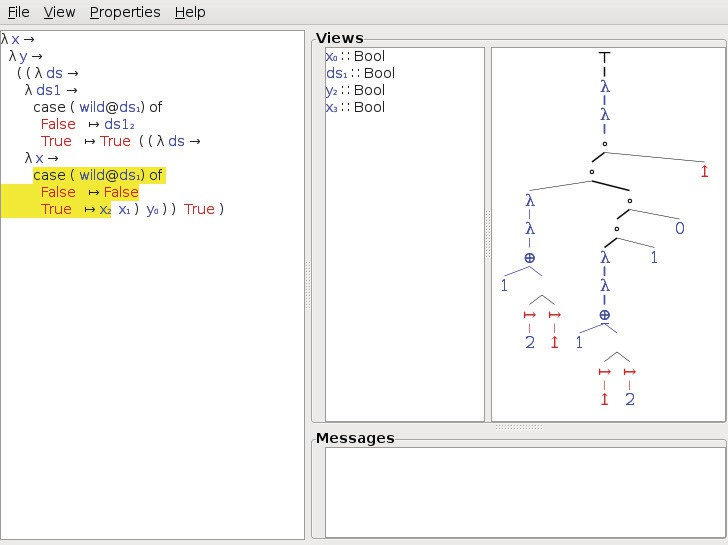 File View Properties Help
λ x →
λ y →
( ( λ ds →
λ ds1 →
case ( wild@ds₁) of
False ↦ ds1₂
True ↦ True ( ( λ ds →
λ x →
case ( wild@ds₁) of
False ↦ False
True ↦ x₂ x₁ ) y₀ ) ) True )
Views
x₀ :: Bool
ds₁ :: Bool
y₂ :: Bool
x₃ :: Bool
⊤
λ
λ
∘
∘ 1
λ ∘
λ ∘ 0
⊕ λ 1
1 λ
↦ ↦ ⊕
2 1 1
↦ ↦
1 2
Messages